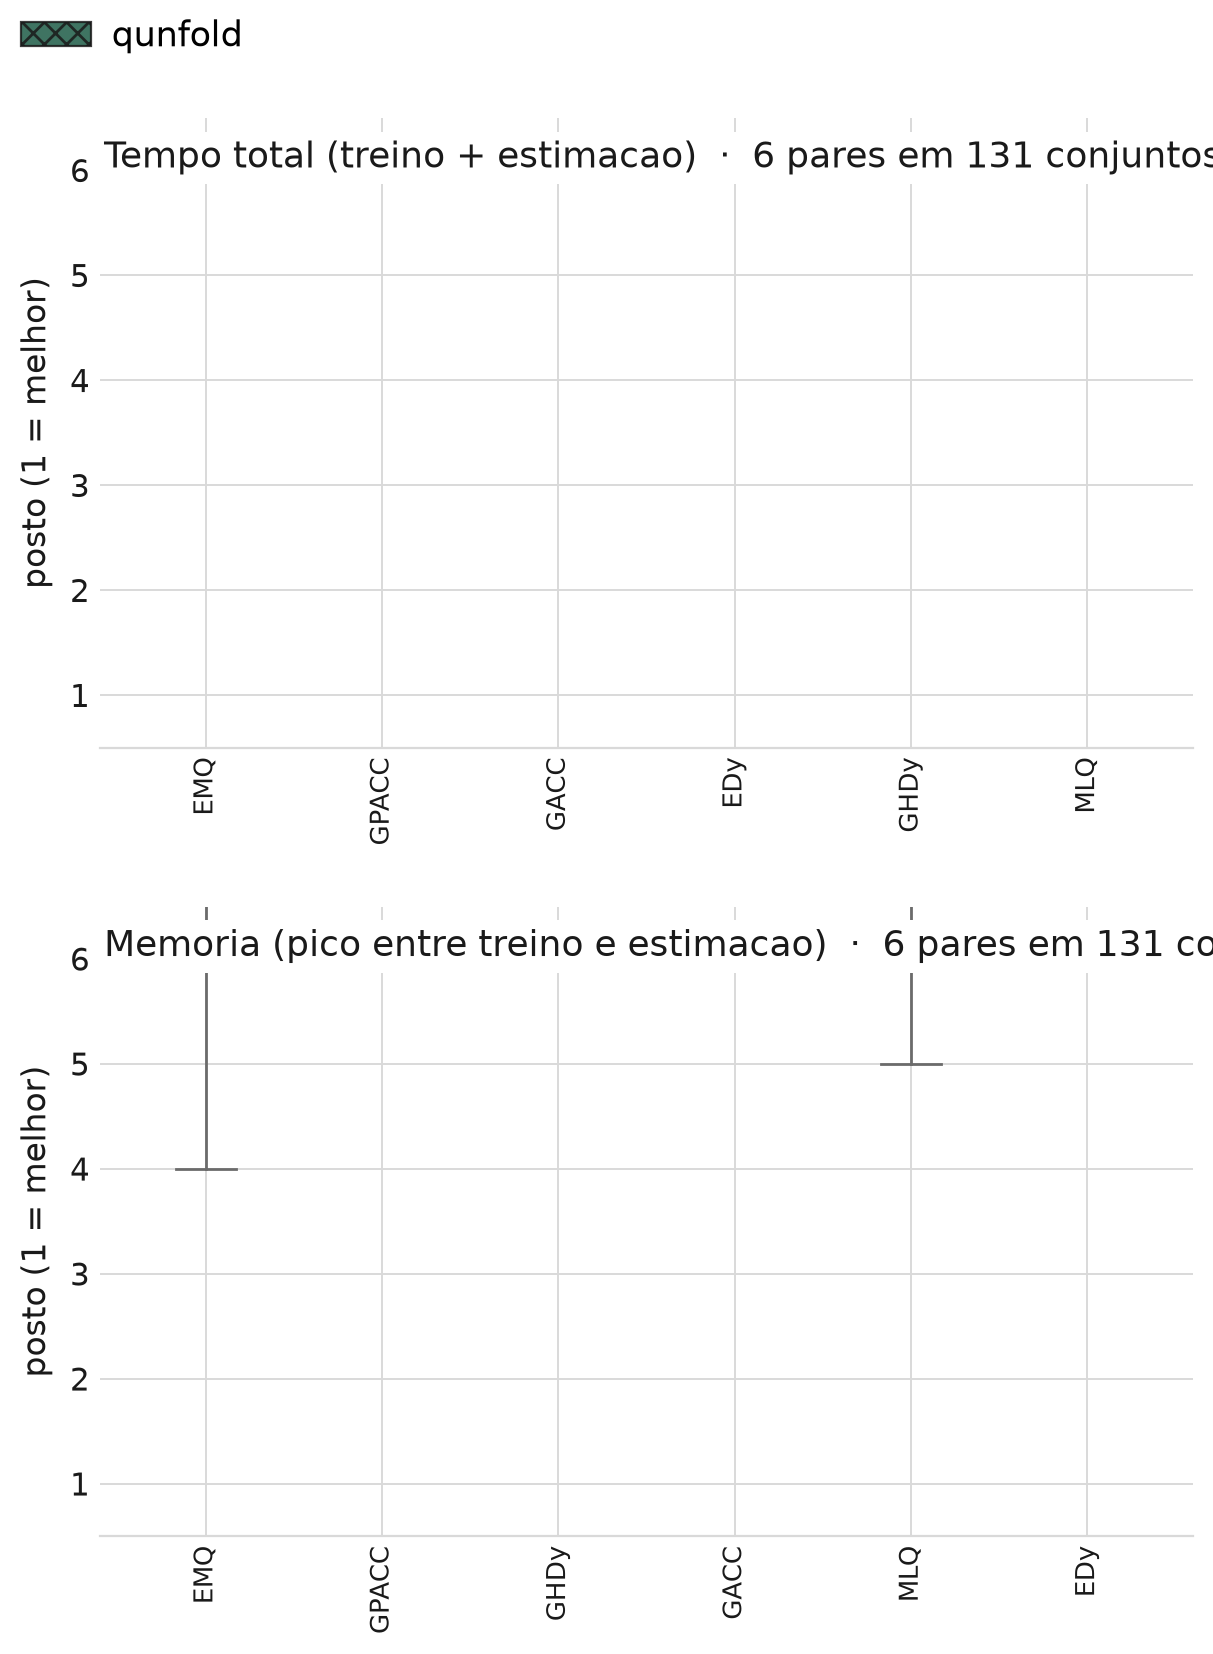 qunfold
Tempo total (treino + estimacao) · 6 pares em 131 conjuntos
posto (1 = melhor)
6
5
4
3
2
1
EMQ
GPACC
GACC
EDy
GHDy
MLQ
Memoria (pico entre treino e estimacao) · 6 pares em 131 co
posto (1 = melhor)
6
5
4
3
2
1
EMQ
GPACC
GHDy
GACC
MLQ
EDy